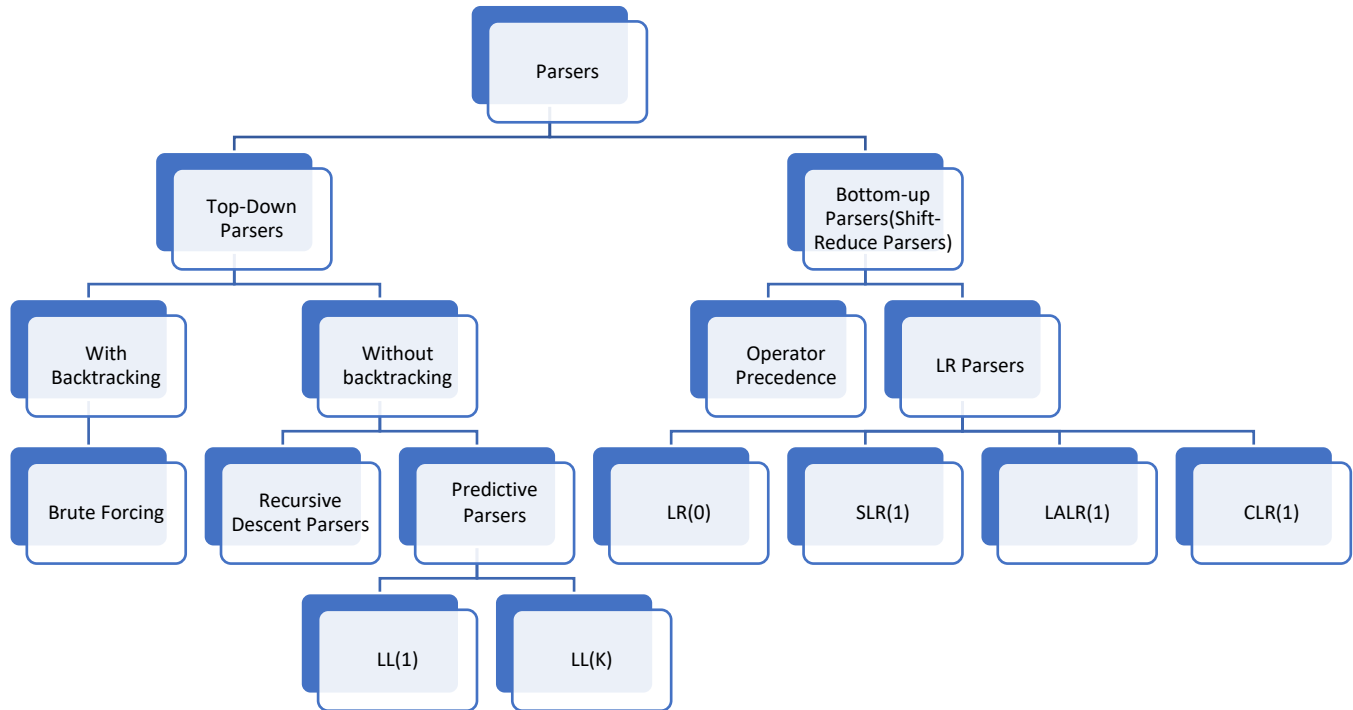 Parsers
Top-Down
Parsers
Bottom-up
Parsers(Shift-
Reduce Parsers)
With
Backtracking
Without
backtracking
Operator
Precedence
LR Parsers
Brute Forcing
Recursive
Descent Parsers
Predictive
Parsers
LR(0)
SLR(1)
LALR(1)
CLR(1)
LL(1)
LL(K)